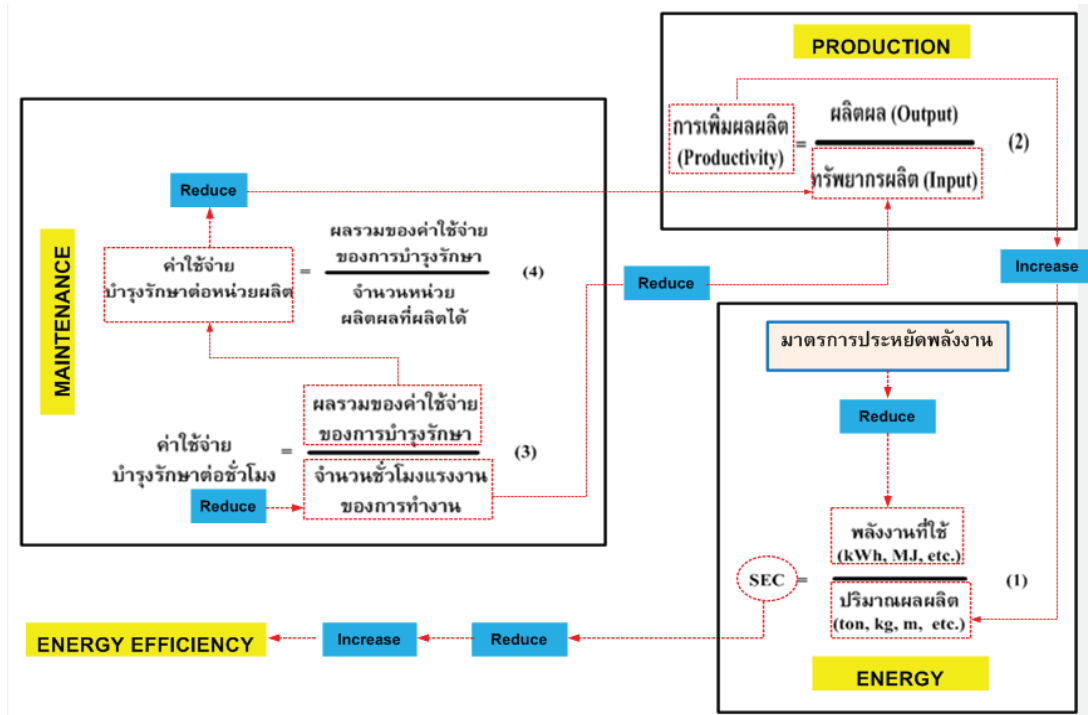 PRODUCTION
การเพิ่มผลผลิต
(Productivity)
=
ผลิตผล (Output)
ทรัพยากรผลิต (Input)
(2)
MAINTENANCE
Reduce
ค่าใช้จ่าย
บำรุงรักษาต่อหน่วยผลิต
=
ผลรวมของค่าใช้จ่าย
ของการบำรุงรักษา
จำนวนหน่วย
ผลิตผลที่ผลิตได้
(4)
ค่าใช้จ่าย
บำรุงรักษาต่อชั่วโมง
=
ผลรวมของค่าใช้จ่าย
ของการบำรุงรักษา
จำนวนชั่วโมงแรงงาน
ของการทำงาน
(3)
Reduce
Reduce
Increase
มาตรการประหยัดพลังงาน
Reduce
SEC
=
พลังงานที่ใช้
(kWh, MJ, etc.)
ปริมาณผลผลิต
(ton, kg, m, etc.)
(1)
ENERGY
ENERGY EFFICIENCY
Increase
Reduce